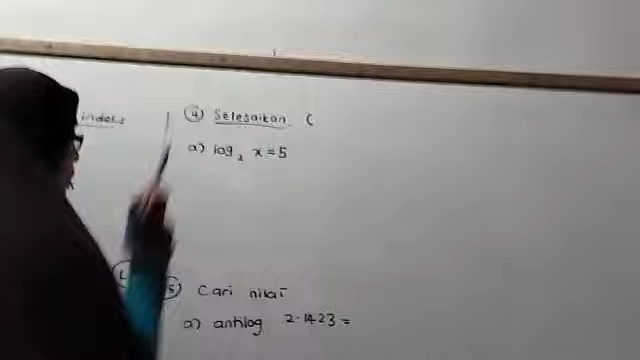 indeks
4 Selesaikan (
a) log₂ x = 5
5) Cari nilai
a) antilog 2.1423 =